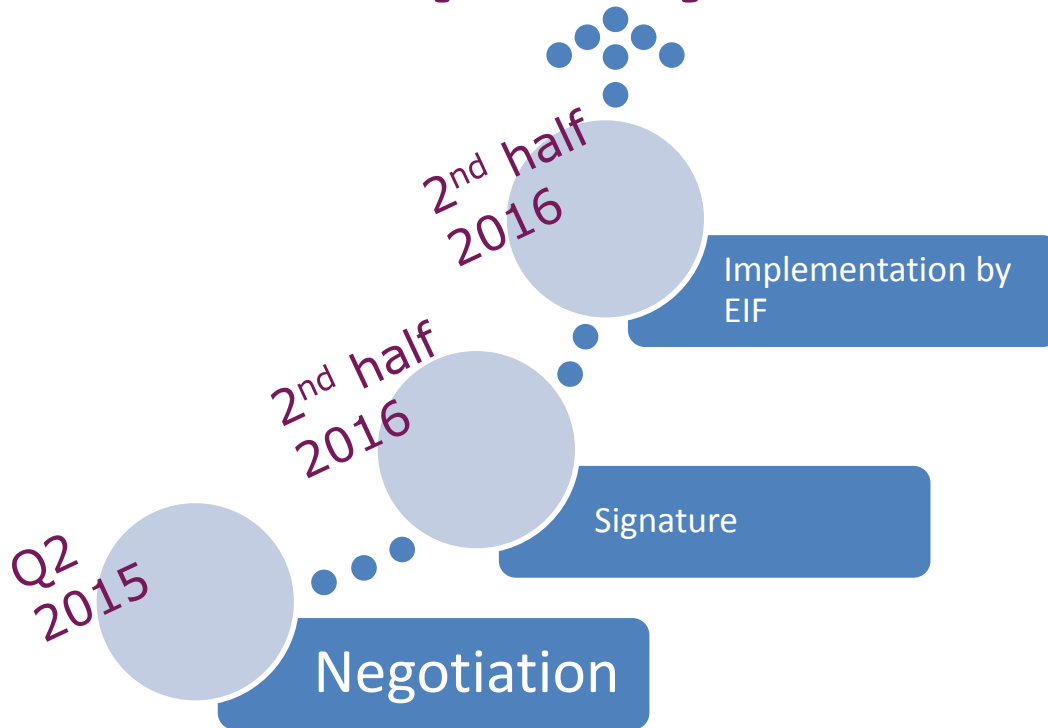 2nd half
2016
Implementation by
EIF
2nd half
2016
Signature
Q2
2015
Negotiation